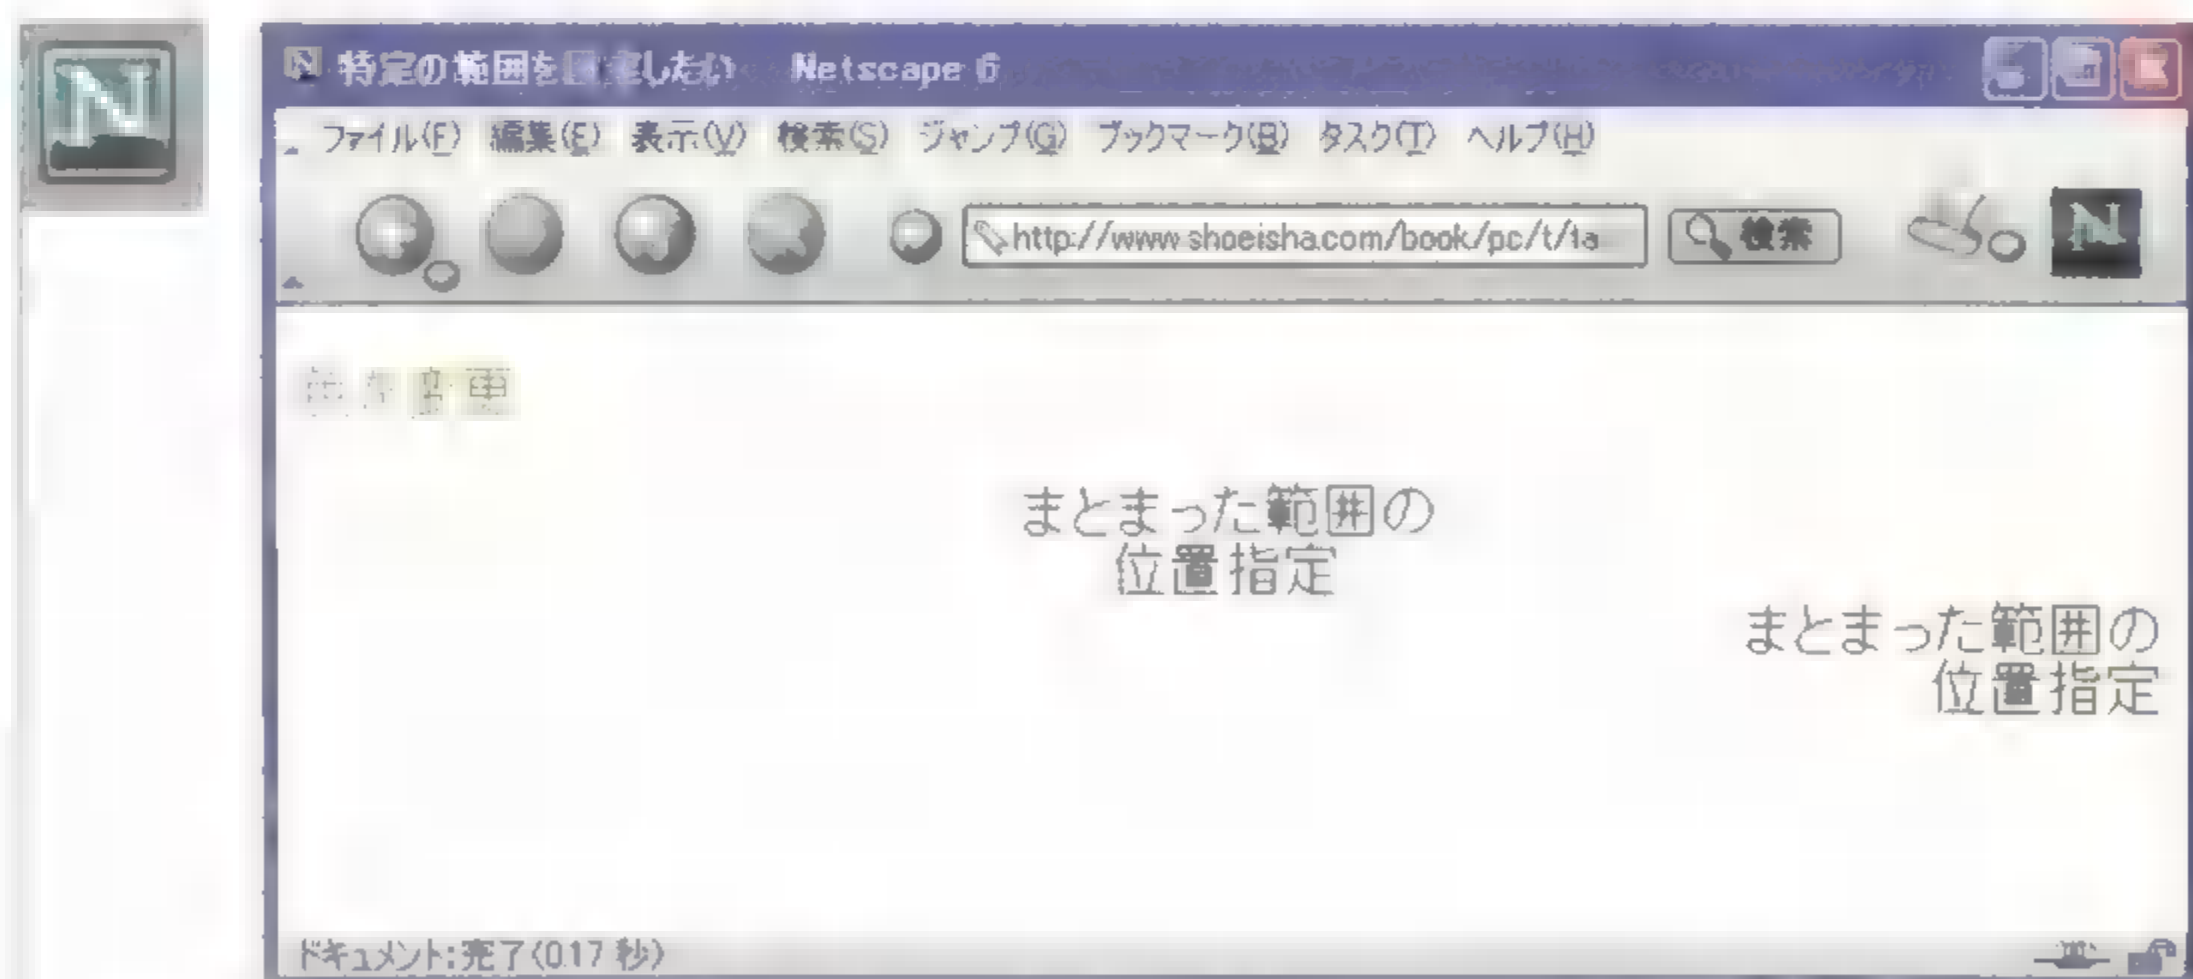 特定の範囲を したい Netscape 6
ファイル(F) 編集(E) 表示(V) 検索(S) ジャンプ(G) ブックマーク(B) タスク(T) ヘルプ(H)
http://www.shoeisha.com/book/pc/t/ta
検索
N
まとまった範囲の
位置指定
まとまった範囲の
位置指定
ドキュメント:完了(0.17 秒)